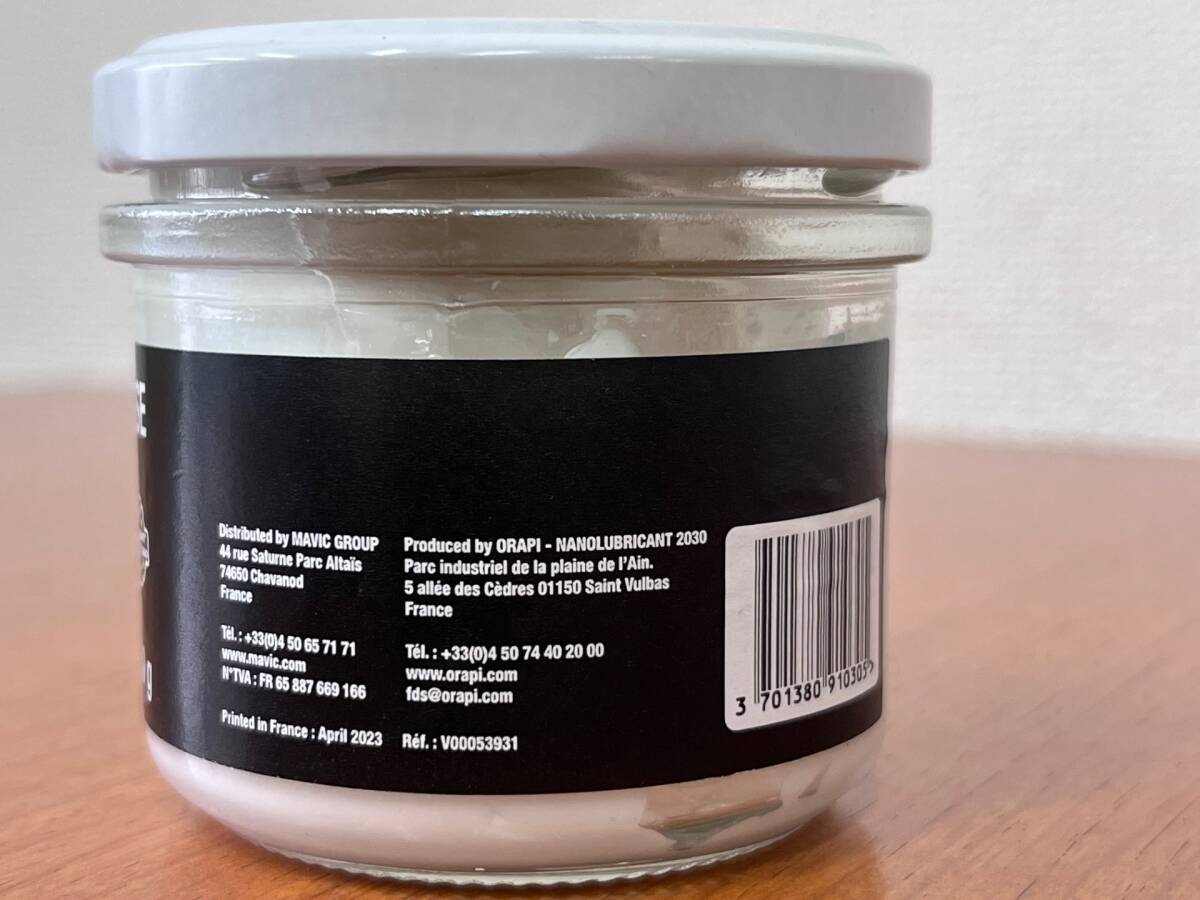 Distributed by MAVIC GROUP
44 rue Saturne Parc Altaïs
74650 Chavanod
France
Tél. : +33(0)4 50 65 71 71
www.mavic.com
N°TVA : FR 65 887 669 166
Printed in France : April 2023
Produced by ORAPI - NANOLUBRICANT 2030
Parc industriel de la plaine de l'Ain.
5 allée des Cèdres 01150 Saint Vulbas
France
Tél. : +33(0)4 50 74 40 20 00
www.orapi.com
fds@orapi.com
Réf. : V00053931
3 701380 910305 >